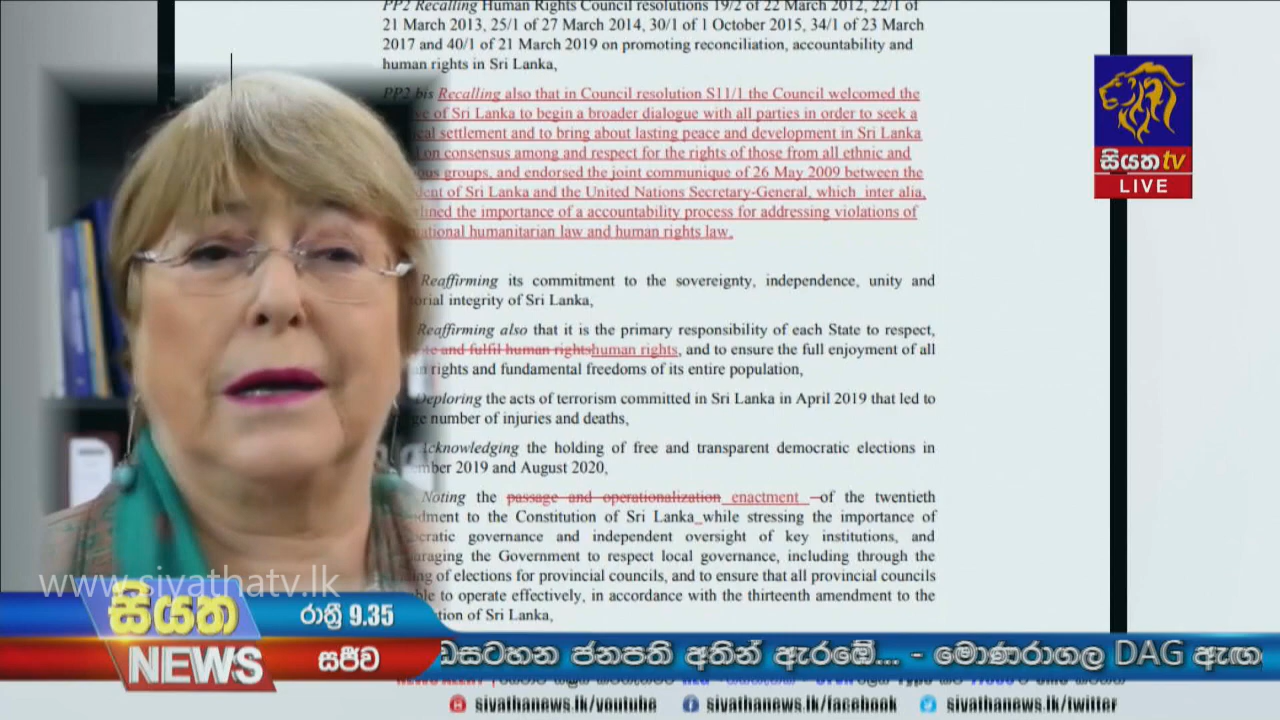 PP2 Recalling Human Rights Council resolutions 19/2 of 22 March 2012, 22/1 of
21 March 2013, 25/1 of 27 March 2014, 30/1 of 1 October 2015, 34/1 of 23 March
2017 and 40/1 of 21 March 2019 on promoting reconciliation, accountability and
human rights in Sri Lanka,
PP2 bis Recalling also that in Council resolution S11/1 the Council welcomed the
of Sri Lanka to begin a broader dialogue with all parties in order to seek a
settlement and to bring about lasting peace and development in Sri Lanka
on consensus among and respect for the rights of those from all ethnic and
groups, and endorsed the joint communique of 26 May 2009 between the
of Sri Lanka and the United Nations Secretary-General, which inter alia,
the importance of a accountability process for addressing violations of
humanitarian law and human rights law.
Reaffirming its commitment to the sovereignty, independence, unity and
integrity of Sri Lanka,
Reaffirming also that it is the primary responsibility of each State to respect,
and fulfil human rightshuman rights, and to ensure the full enjoyment of all
rights and fundamental freedoms of its entire population,
Deploring the acts of terrorism committed in Sri Lanka in April 2019 that led to
number of injuries and deaths,
Acknowledging the holding of free and transparent democratic elections in
2019 and August 2020,
Noting the passage and operationalization enactment of the twentieth
to the Constitution of Sri Lanka while stressing the importance of
governance and independent oversight of key institutions, and
the Government to respect local governance, including through the
of elections for provincial councils, and to ensure that all provincial councils
to operate effectively, in accordance with the thirteenth amendment to the
of Sri Lanka,
සියත tv
LIVE
www.siyathatv.lk
සියත
NEWS
රාත්‍රී 9.35
සජීව
ඩසටහන ජනපති අතින් ඇරඹේ... - මොණරාගල DAG ඇඟ
siyathanews.lk/youtube siyathanews.lk/facebook siyathanews.lk/twitter